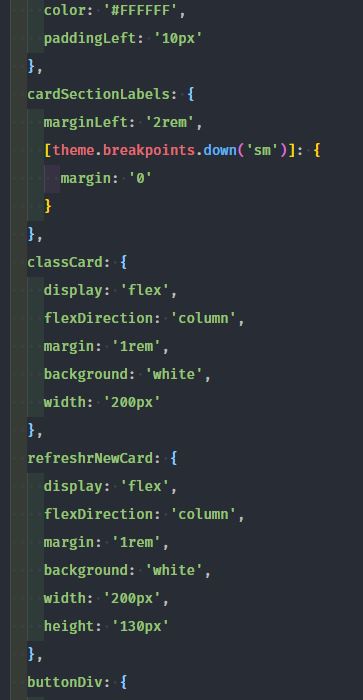 color: '#FFFFFF',
paddingLeft: '10px'
},
cardSectionLabels: {
marginLeft: '2rem',
[theme.breakpoints.down('sm')]: {
margin: '0'
}
},
classCard: {
display: 'flex',
flexDirection: 'column',
margin: '1rem',
background: 'white',
width: '200px'
},
refreshrNewCard: {
display: 'flex',
flexDirection: 'column',
margin: '1rem',
background: 'white',
width: '200px',
height: '130px'
},
buttonDiv: {